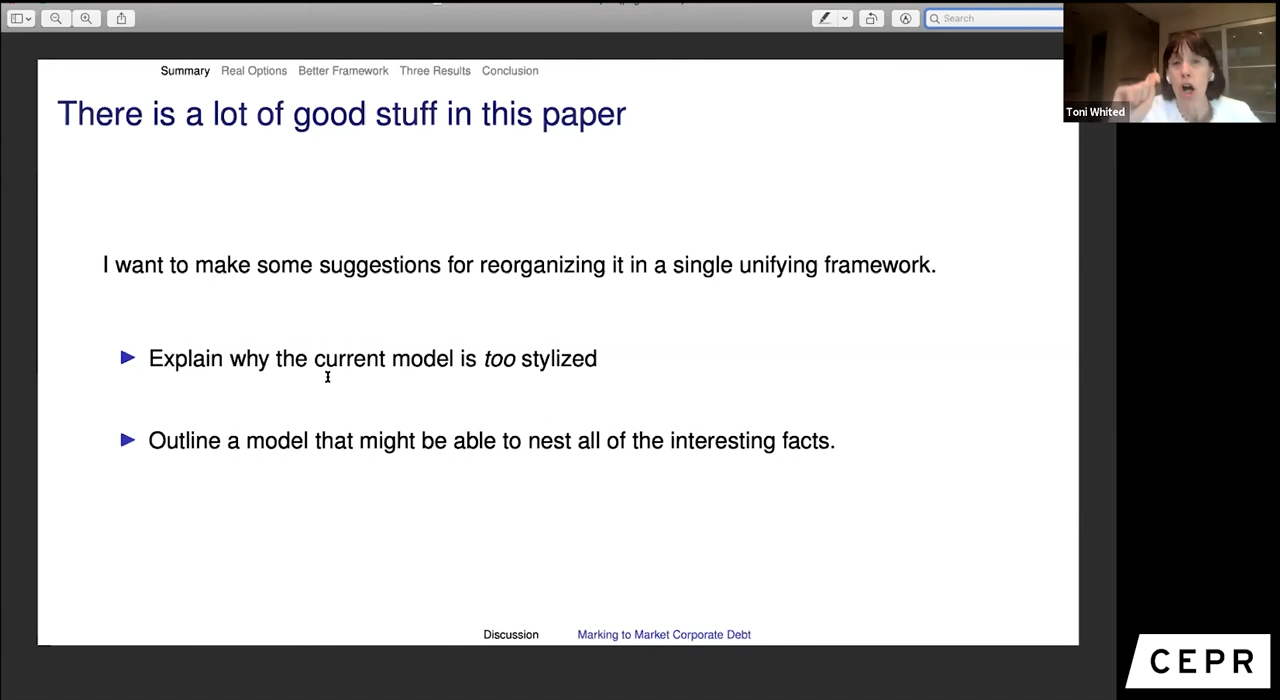 Search
Toni Whited
Summary Real Options Better Framework Three Results Conclusion
There is a lot of good stuff in this paper
I want to make some suggestions for reorganizing it in a single unifying framework.
Explain why the current model is too stylized
Outline a model that might be able to nest all of the interesting facts.
Discussion Marking to Market Corporate Debt
CEPR